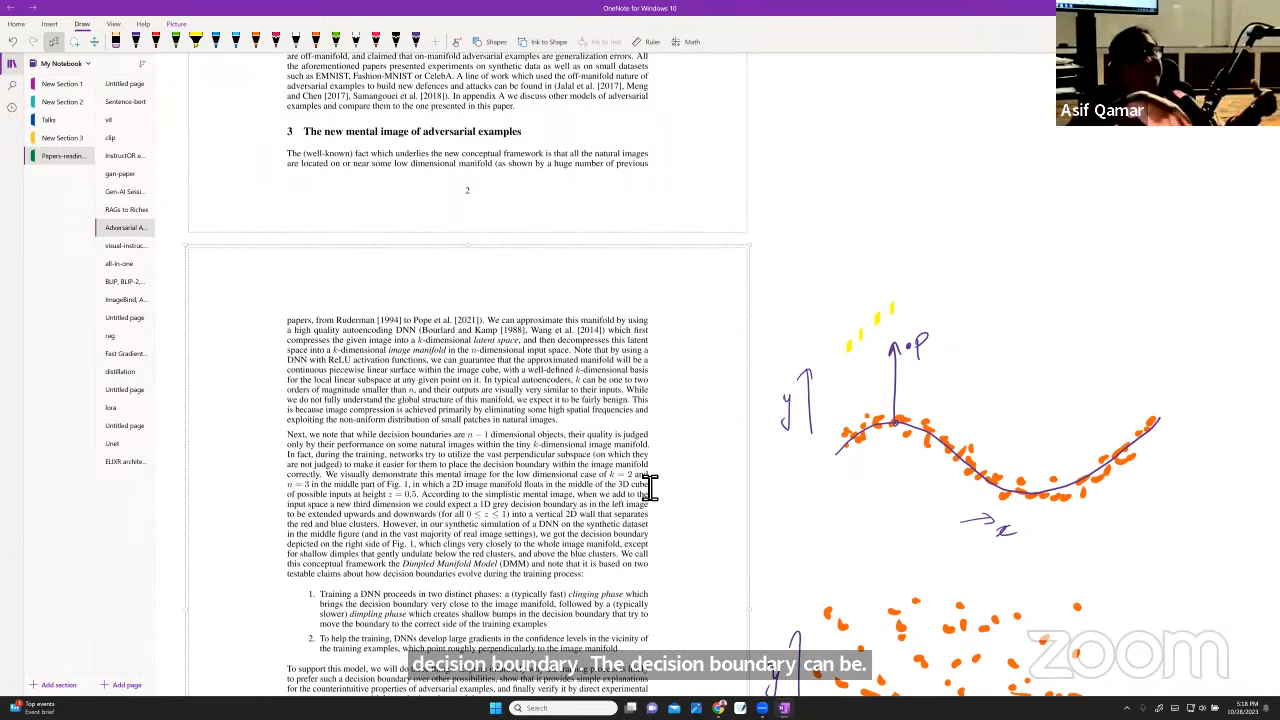 OneNote for Windows 10
Home Insert Draw View Help Picture
Shapes Ink to Shape Ink to Text Ruler Math
My Notebook
New Section 1
New Section 2
Talks
New Section 3
Papers-readin...
Untitled page
Sentence-bert
vit
clip
InstructOR e...
gan-paper
Gen-AI Sessi...
RAGs to Riches
Adversarial A...
visual-instruc...
all-in-one
BLIP, BLIP-2,...
ImageBind, A...
Untitled page
rag
Fast Gradient...
distillation
Untitled page
lora
Untitled page
Unet
ELIXR archite...
Add section
Add page
are off-manifold, and claimed that on-manifold adversarial examples are generalization errors. All
the aforementioned papers presented experiments on synthetic data as well as on small datasets
such as EMNIST, Fashion-MNIST or CelebA. A line of work which used the off-manifold nature of
adversarial examples to build new defences and attacks can be found in (Jalal et al. [2017], Meng
and Chen [2017], Samangouei et al. [2018]). In appendix A we discuss other models of adversarial
examples and compare them to the one presented in this paper.
3 The new mental image of adversarial examples
The (well-known) fact which underlies the new conceptual framework is that all the natural images
are located on or near some low dimensional manifold (as shown by a huge number of previous
2
papers, from Ruderman [1994] to Pope et al. [2021]). We can approximate this manifold by using
a high quality autoencoding DNN (Bourlard and Kamp [1988], Wang et al. [2014]) which first
compresses the given image into a k-dimensional latent space, and then decompresses this latent
space into a k-dimensional image manifold in the n-dimensional input space. Note that by using a
DNN with ReLU activation functions, we can guarantee that the approximated manifold will be a
continuous piecewise linear surface within the image cube, with a well-defined k-dimensional basis
for the local linear subspace at any given point on it. In typical autoencoders, k can be one to two
orders of magnitude smaller than n, and their outputs are visually very similar to their inputs. While
we do not fully understand the global structure of this manifold, we expect it to be fairly benign. This
is because image compression is achieved primarily by eliminating some high spatial frequencies and
exploiting the non-uniform distribution of small patches in natural images.
Next, we note that while decision boundaries are n − 1 dimensional objects, their quality is judged
only by their performance on some natural images within the tiny k-dimensional image manifold.
In fact, during the training, networks try to utilize the vast perpendicular subspace (on which they
are not judged) to make it easier for them to place the decision boundary within the image manifold
correctly. We visually demonstrate this mental image for the low dimensional case of k = 2 and
n = 3 in the middle part of Fig. 1, in which a 2D image manifold floats in the middle of the 3D cube
of possible inputs at height z = 0.5. According to the simplistic mental image, when we add to the
input space a new third dimension we could expect a 1D grey decision boundary as in the left image
to be extended upwards and downwards (for all 0 ≤ z ≤ 1) into a vertical 2D wall that separates
the red and blue clusters. However, in our synthetic simulation of a DNN on the synthetic dataset
in the middle figure (and in the vast majority of real image settings), we got the decision boundary
depicted on the right side of Fig. 1, which clings very closely to the whole image manifold, except
for shallow dimples that gently undulate below the red clusters, and above the blue clusters. We call
this conceptual framework the Dimpled Manifold Model (DMM) and note that it is based on two
testable claims about how decision boundaries evolve during the training process:
1. Training a DNN proceeds in two distinct phases: a (typically fast) clinging phase which
brings the decision boundary very close to the image manifold, followed by a (typically
slower) dimpling phase which creates shallow bumps in the decision boundary that try to
move the boundary to the correct side of the training examples
2. To help the training, DNNs develop large gradients in the confidence levels in the vicinity of
the training examples, which point roughly perpendicularly to the image manifold
To support this model, we will do
to prefer such a decision boundary over other possibilities, show that it provides simple explanations
for the counterintuitive properties of adversarial examples, and finally verify it by direct experimental
decision boundary. The decision boundary can be.
y
p
x
y
Asif Qamar
zoom
Top events
Event brief
Search
5:18 PM
10/28/2023